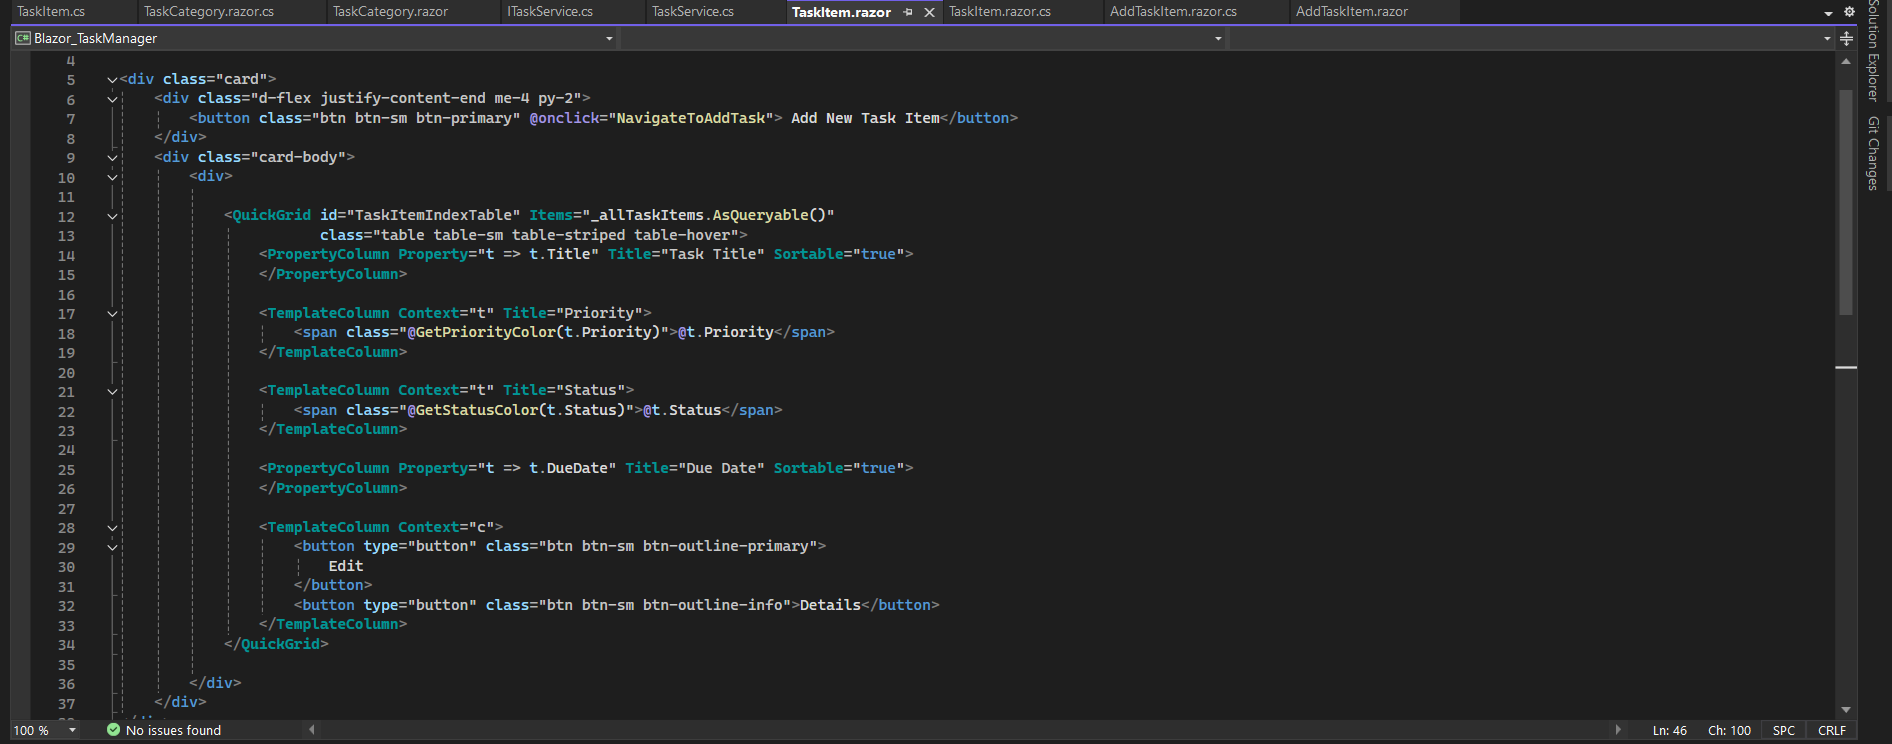 TaskItem.cs TaskCategory.razor.cs TaskCategory.razor ITaskService.cs TaskService.cs TaskItem.razor TaskItem.razor.cs AddTaskItem.razor.cs AddTaskItem.razor
C# Blazor_TaskManager
4
5 <div class="card">
6 <div class="d-flex justify-content-end me-4 py-2">
7 <button class="btn btn-sm btn-primary" @onclick="NavigateToAddTask"> Add New Task Item</button>
8 </div>
9 <div class="card-body">
10 <div>
11
12 <QuickGrid id="TaskItemIndexTable" Items="_allTaskItems.AsQueryable()"
13 class="table table-sm table-striped table-hover">
14 <PropertyColumn Property="t => t.Title" Title="Task Title" Sortable="true">
15 </PropertyColumn>
16
17 <TemplateColumn Context="t" Title="Priority">
18 <span class="@GetPriorityColor(t.Priority)">@t.Priority</span>
19 </TemplateColumn>
20
21 <TemplateColumn Context="t" Title="Status">
22 <span class="@GetStatusColor(t.Status)">@t.Status</span>
23 </TemplateColumn>
24
25 <PropertyColumn Property="t => t.DueDate" Title="Due Date" Sortable="true">
26 </PropertyColumn>
27
28 <TemplateColumn Context="c">
29 <button type="button" class="btn btn-sm btn-outline-primary">
30 Edit
31 </button>
32 <button type="button" class="btn btn-sm btn-outline-info">Details</button>
33 </TemplateColumn>
34 </QuickGrid>
35
36 </div>
37 </div>
100 % No issues found Ln: 46 Ch: 100 SPC CRLF
Solution Explorer
Git Changes